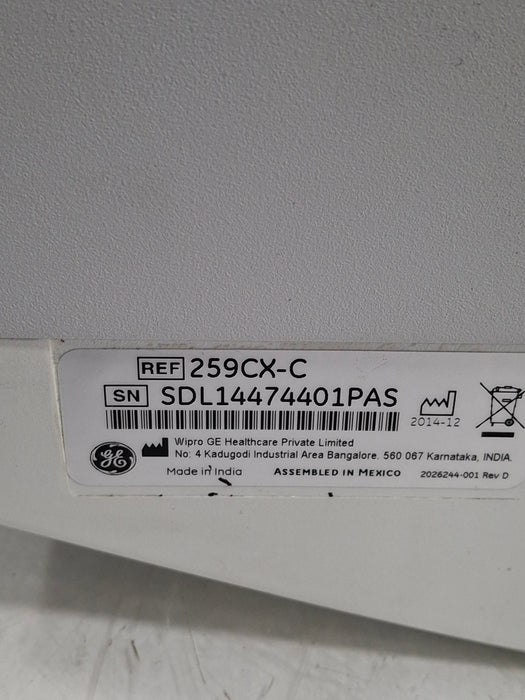 REF 259CX-C
SN SDL14474401PAS
2014-12
GE
Wipro GE Healthcare Private Limited
No: 4 Kadugodi Industrial Area Bangalore. 560 067 Karnataka, INDIA.
Made in India ASSEMBLED IN MEXICO 2026244-001 Rev D